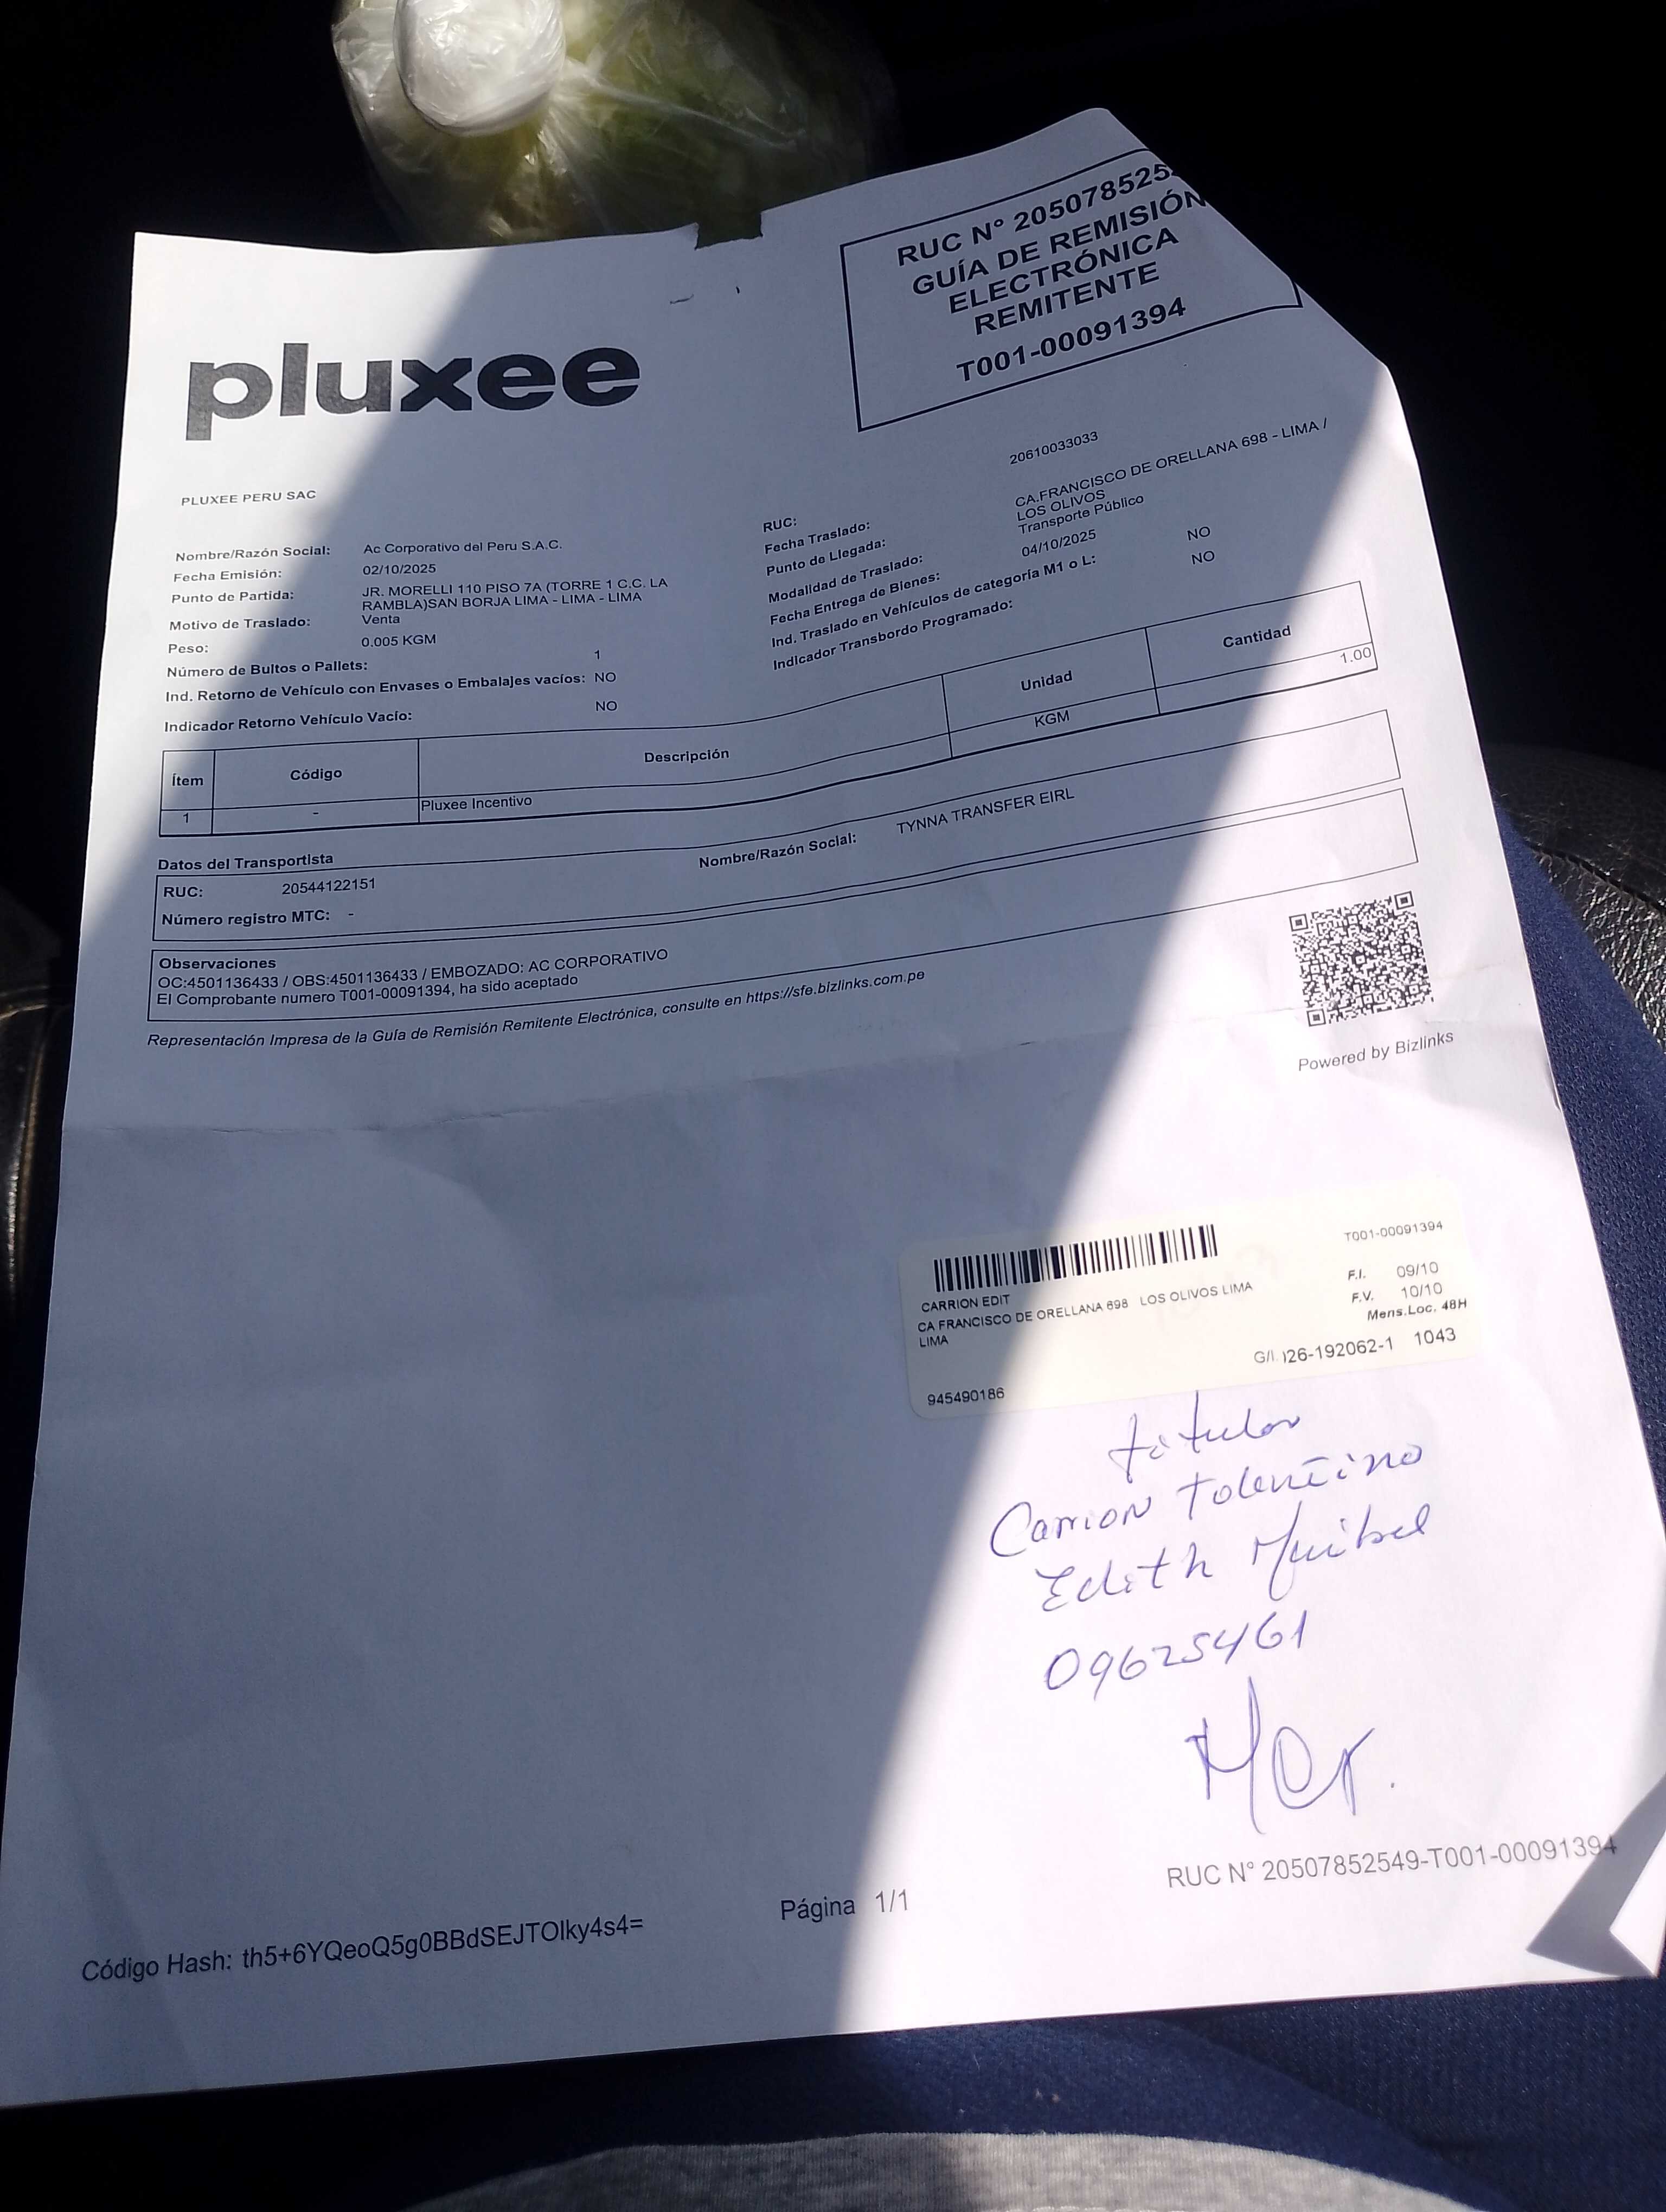 RUC N° 205078525
GUÍA DE REMISIÓN
ELECTRÓNICA
REMITENTE
T001-00091394
pluxee
PLUXEE PERU SAC
Nombre/Razón Social: Ac Corporativo del Peru S.A.C.
Fecha Emisión: 02/10/2025
Punto de Partida: JR. MORELLI 110 PISO 7A (TORRE 1 C.C. LA
RAMBLA)SAN BORJA LIMA - LIMA - LIMA
Motivo de Traslado: Venta
Peso: 0.005 KGM
Número de Bultos o Pallets: 1
Ind. Retorno de Vehículo con Envases o Embalajes vacíos: NO
Indicador Retorno Vehículo Vacío: NO
RUC: 20610033033
Fecha Traslado:
Punto de Llegada: CA.FRANCISCO DE ORELLANA 698 - LIMA /
LOS OLIVOS
Modalidad de Traslado: Transporte Público
Fecha Entrega de Bienes: 04/10/2025
Ind. Traslado en Vehículos de categoría M1 o L: NO
Indicador Transbordo Programado: NO
Ítem Código Descripción Unidad Cantidad
1 - Pluxee Incentivo KGM 1.00
Datos del Transportista
RUC: 20544122151 Nombre/Razón Social: TYNNA TRANSFER EIRL
Número registro MTC: -
Observaciones
OC:4501136433 / OBS:4501136433 / EMBOZADO: AC CORPORATIVO
El Comprobante numero T001-00091394, ha sido aceptado
Representación Impresa de la Guía de Remisión Remitente Electrónica, consulte en https://sfe.bizlinks.com.pe
Powered by Bizlinks
T001-00091394
CARRION EDIT
CA FRANCISCO DE ORELLANA 698 LOS OLIVOS LIMA
LIMA
F.I. 09/10
F.V. 10/10
Mens.Loc. 48H
G/I. 26-192062-1 1043
945490186
titular
Carrion Tolentino
Edith Muribel
09625461
RUC N° 20507852549-T001-00091394
Página 1/1
Código Hash: th5+6YQeoQ5g0BBdSEJTOlky4s4=